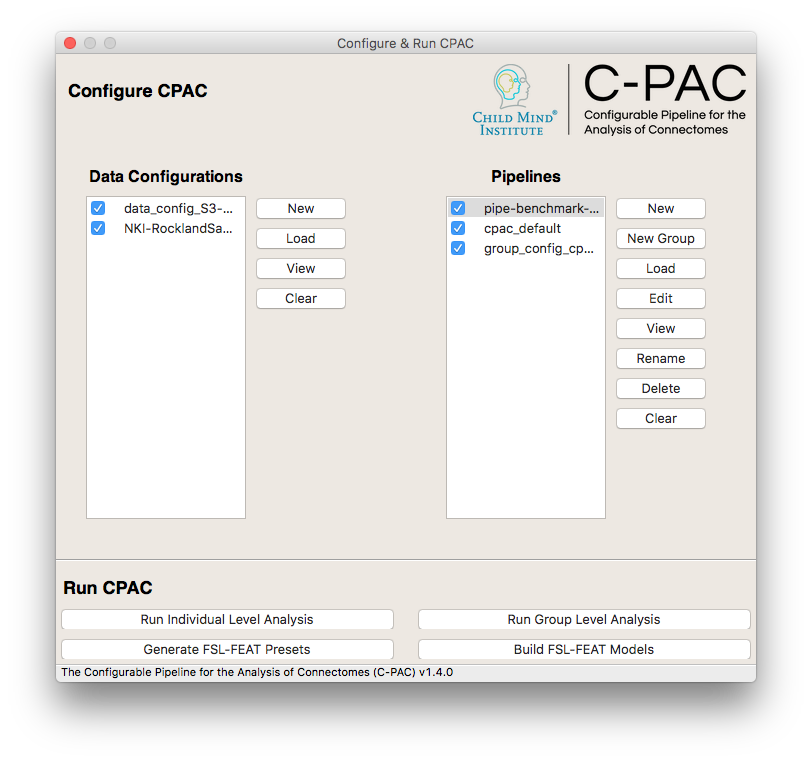 Configure & Run CPAC
Configure CPAC
CHILD MIND®
INSTITUTE
C-PAC
Configurable Pipeline for the
Analysis of Connectomes
Data Configurations
data_config_S3-...
NKI-RocklandSa...
New
Load
View
Clear
Pipelines
pipe-benchmark-...
cpac_default
group_config_cp...
New
New Group
Load
Edit
View
Rename
Delete
Clear
Run CPAC
Run Individual Level Analysis
Run Group Level Analysis
Generate FSL-FEAT Presets
Build FSL-FEAT Models
The Configurable Pipeline for the Analysis of Connectomes (C-PAC) v1.4.0